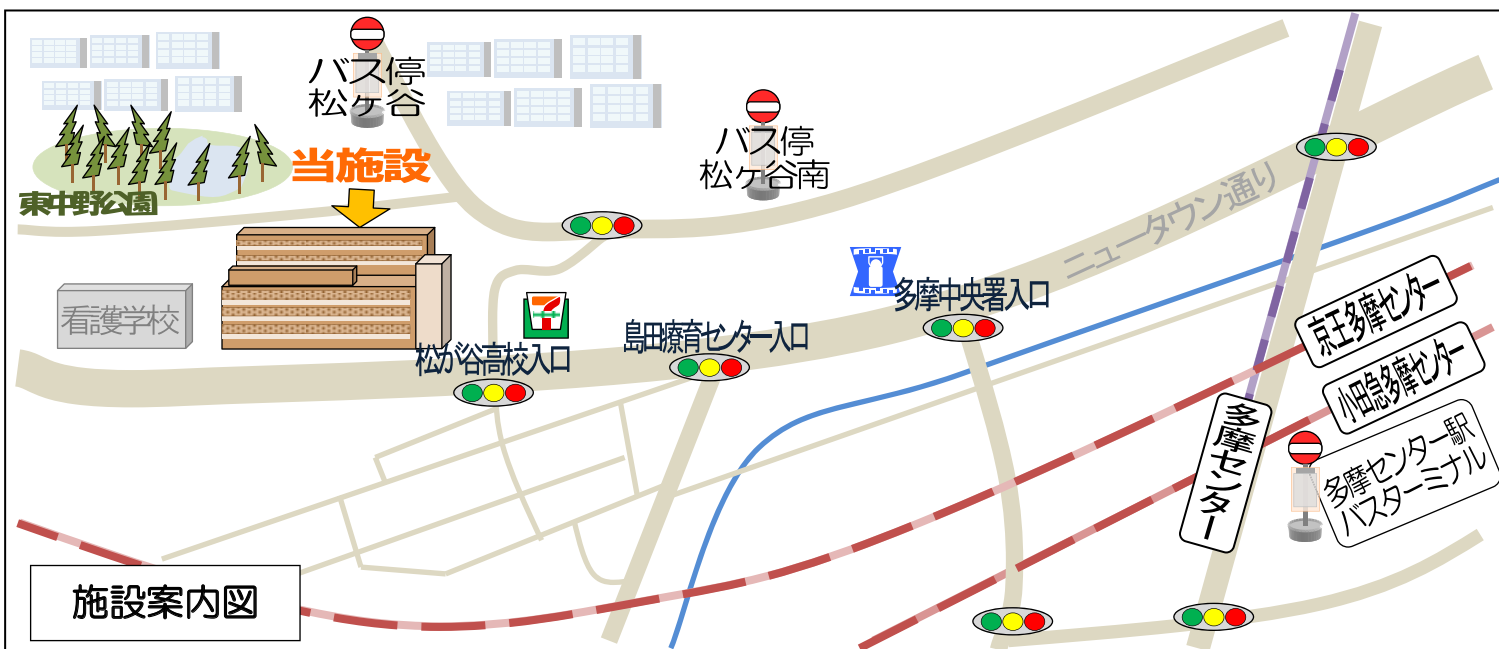 バス停
松ヶ谷
バス停
松ヶ谷南
当施設
東中野公園
ニュータウン通り
看護学校
多摩中央署入口
島田療育センター入口
松が谷高校入口
京王多摩センター
小田急多摩センター
多摩センター
多摩センター駅
バスターミナル
施設案内図